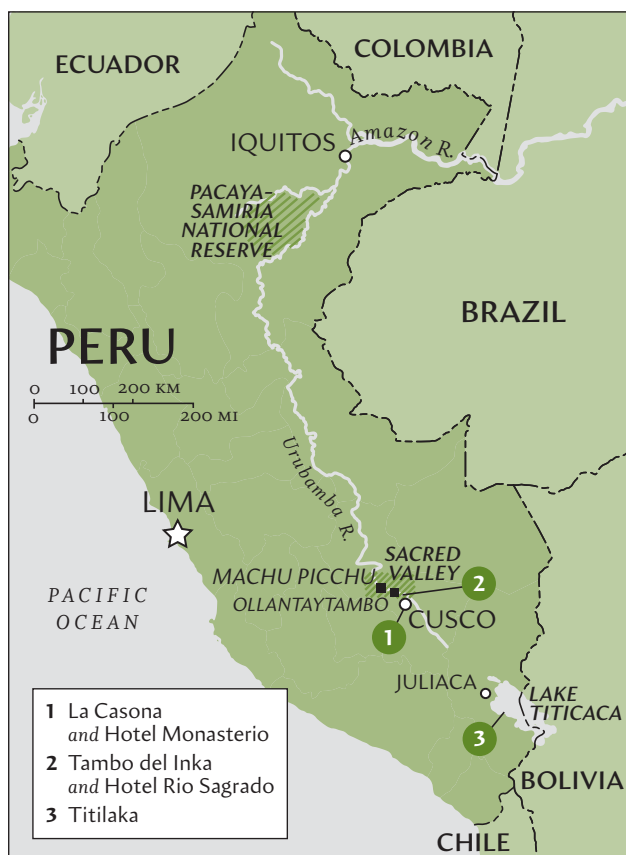 COLOMBIA
ECUADOR
IQUITOS
Amazon R.
PACAYA–
SAMIRIA
NATIONAL
RESERVE
BRAZIL
PERU
0 100 200 KM
0 100 200 MI
Urubamba R.
LIMA
PACIFIC
OCEAN
SACRED
VALLEY
MACHU PICCHU
2
OLLANTAYTAMBO
CUSCO
1
JULIACA
LAKE
TITICACA
3
BOLIVIA
CHILE
1 La Casona
and Hotel Monasterio
2 Tambo del Inka
and Hotel Rio Sagrado
3 Titilaka